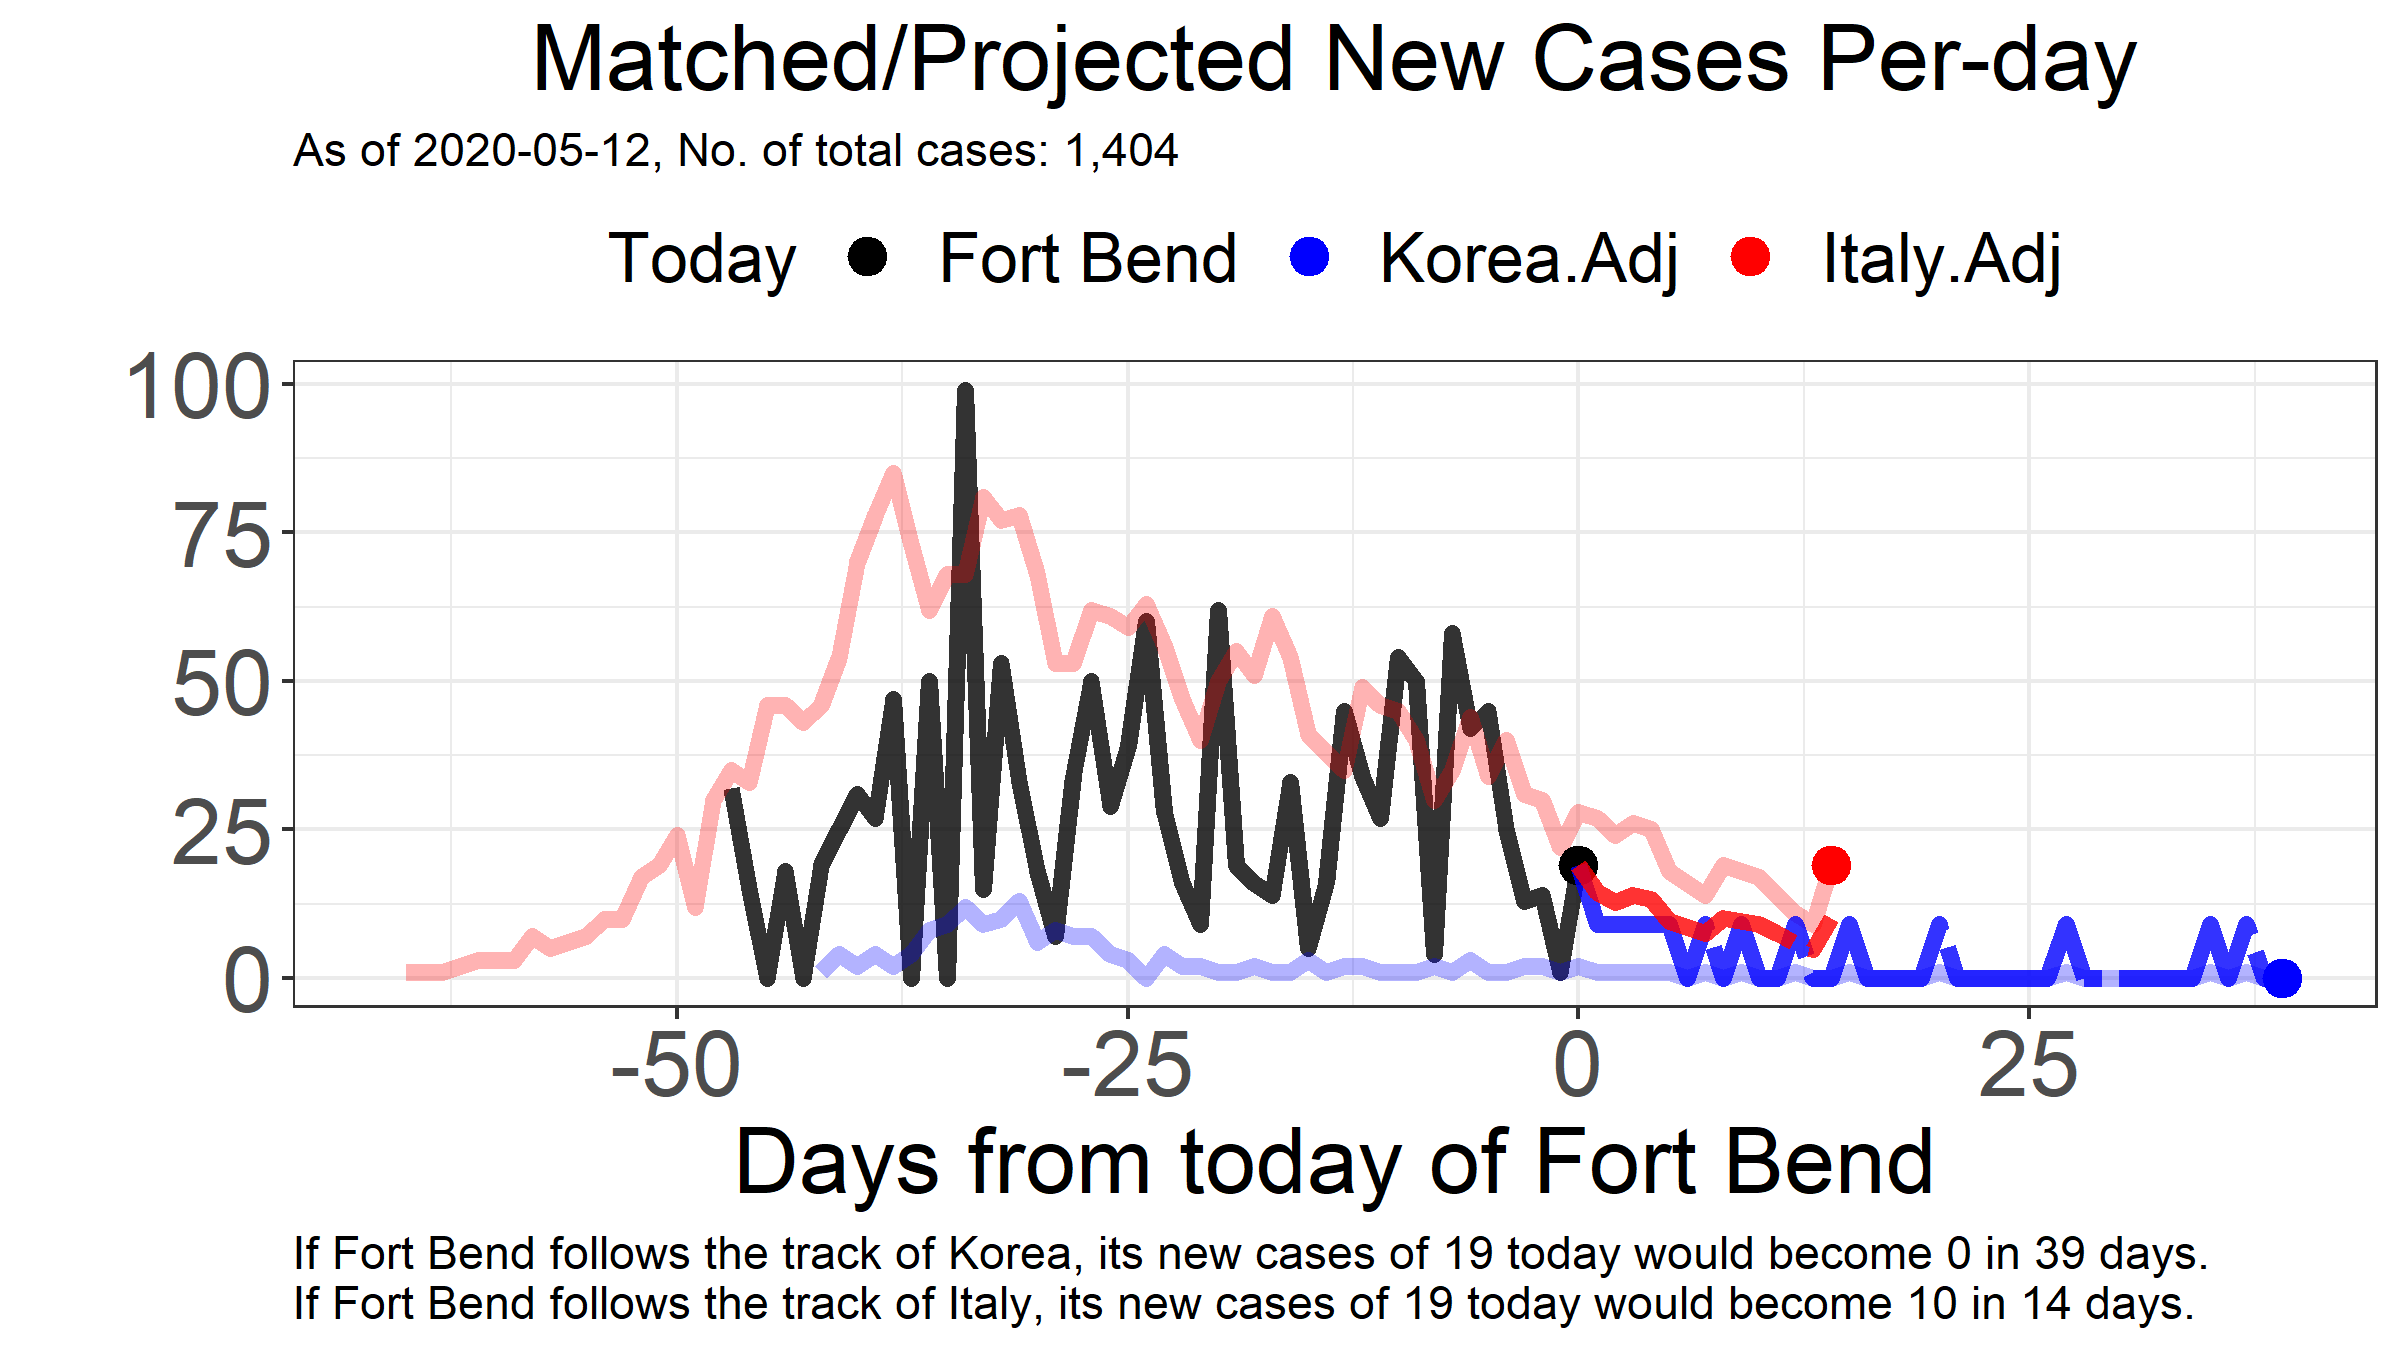 Matched/Projected New Cases Per-day
As of 2020-05-12, No. of total cases: 1,404
Today Fort Bend Korea.Adj Italy.Adj
100
75
50
25
0
-50 -25 0 25
Days from today of Fort Bend
If Fort Bend follows the track of Korea, its new cases of 19 today would become 0 in 39 days.
If Fort Bend follows the track of Italy, its new cases of 19 today would become 10 in 14 days.